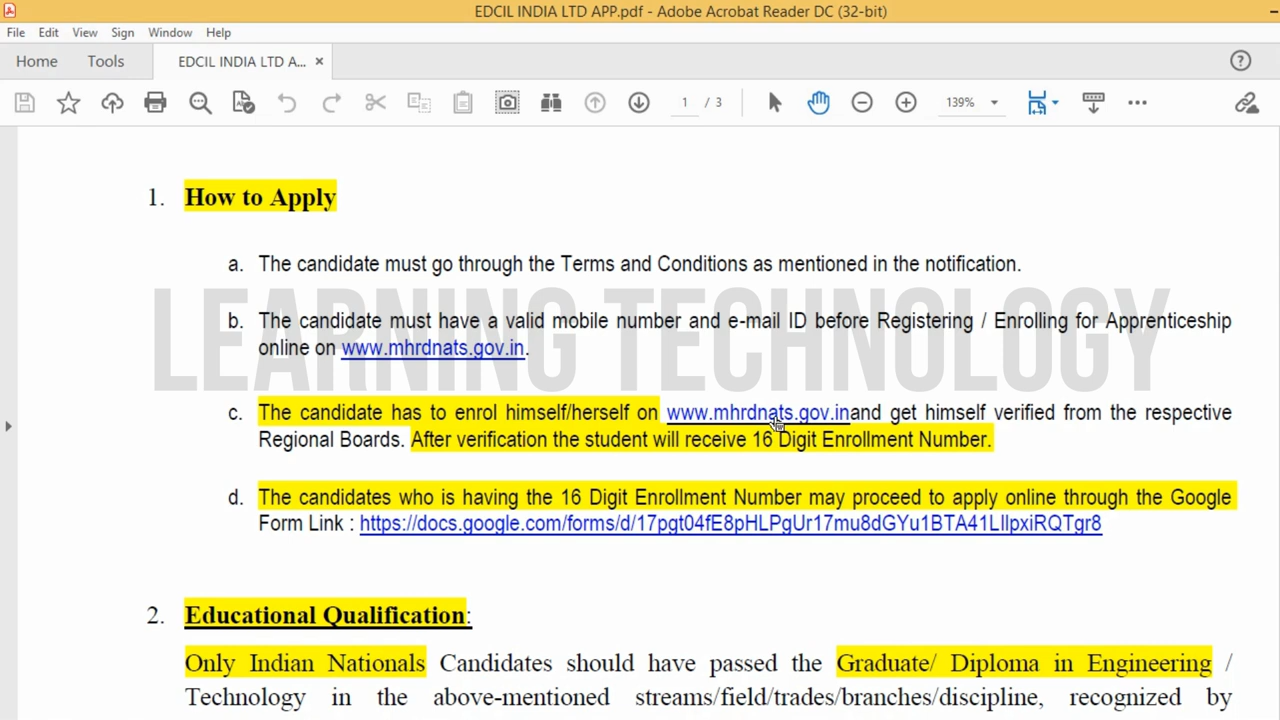 EDCIL INDIA LTD APP.pdf - Adobe Acrobat Reader DC (32-bit)
File Edit View Sign Window Help
Home Tools EDCIL INDIA LTD A... ×
1 / 3 139%
1. How to Apply
a. The candidate must go through the Terms and Conditions as mentioned in the notification.
LEARNING TECHNOLOGY
b. The candidate must have a valid mobile number and e-mail ID before Registering / Enrolling for Apprenticeship
online on www.mhrdnats.gov.in.
c. The candidate has to enrol himself/herself on www.mhrdnats.gov.inand get himself verified from the respective
Regional Boards. After verification the student will receive 16 Digit Enrollment Number.
d. The candidates who is having the 16 Digit Enrollment Number may proceed to apply online through the Google
Form Link : https://docs.google.com/forms/d/17pgt04fE8pHLPgUr17mu8dGYu1BTA41LIlpxiRQTgr8
2. Educational Qualification:
Only Indian Nationals Candidates should have passed the Graduate/ Diploma in Engineering /
Technology in the above-mentioned streams/field/trades/branches/discipline, recognized by